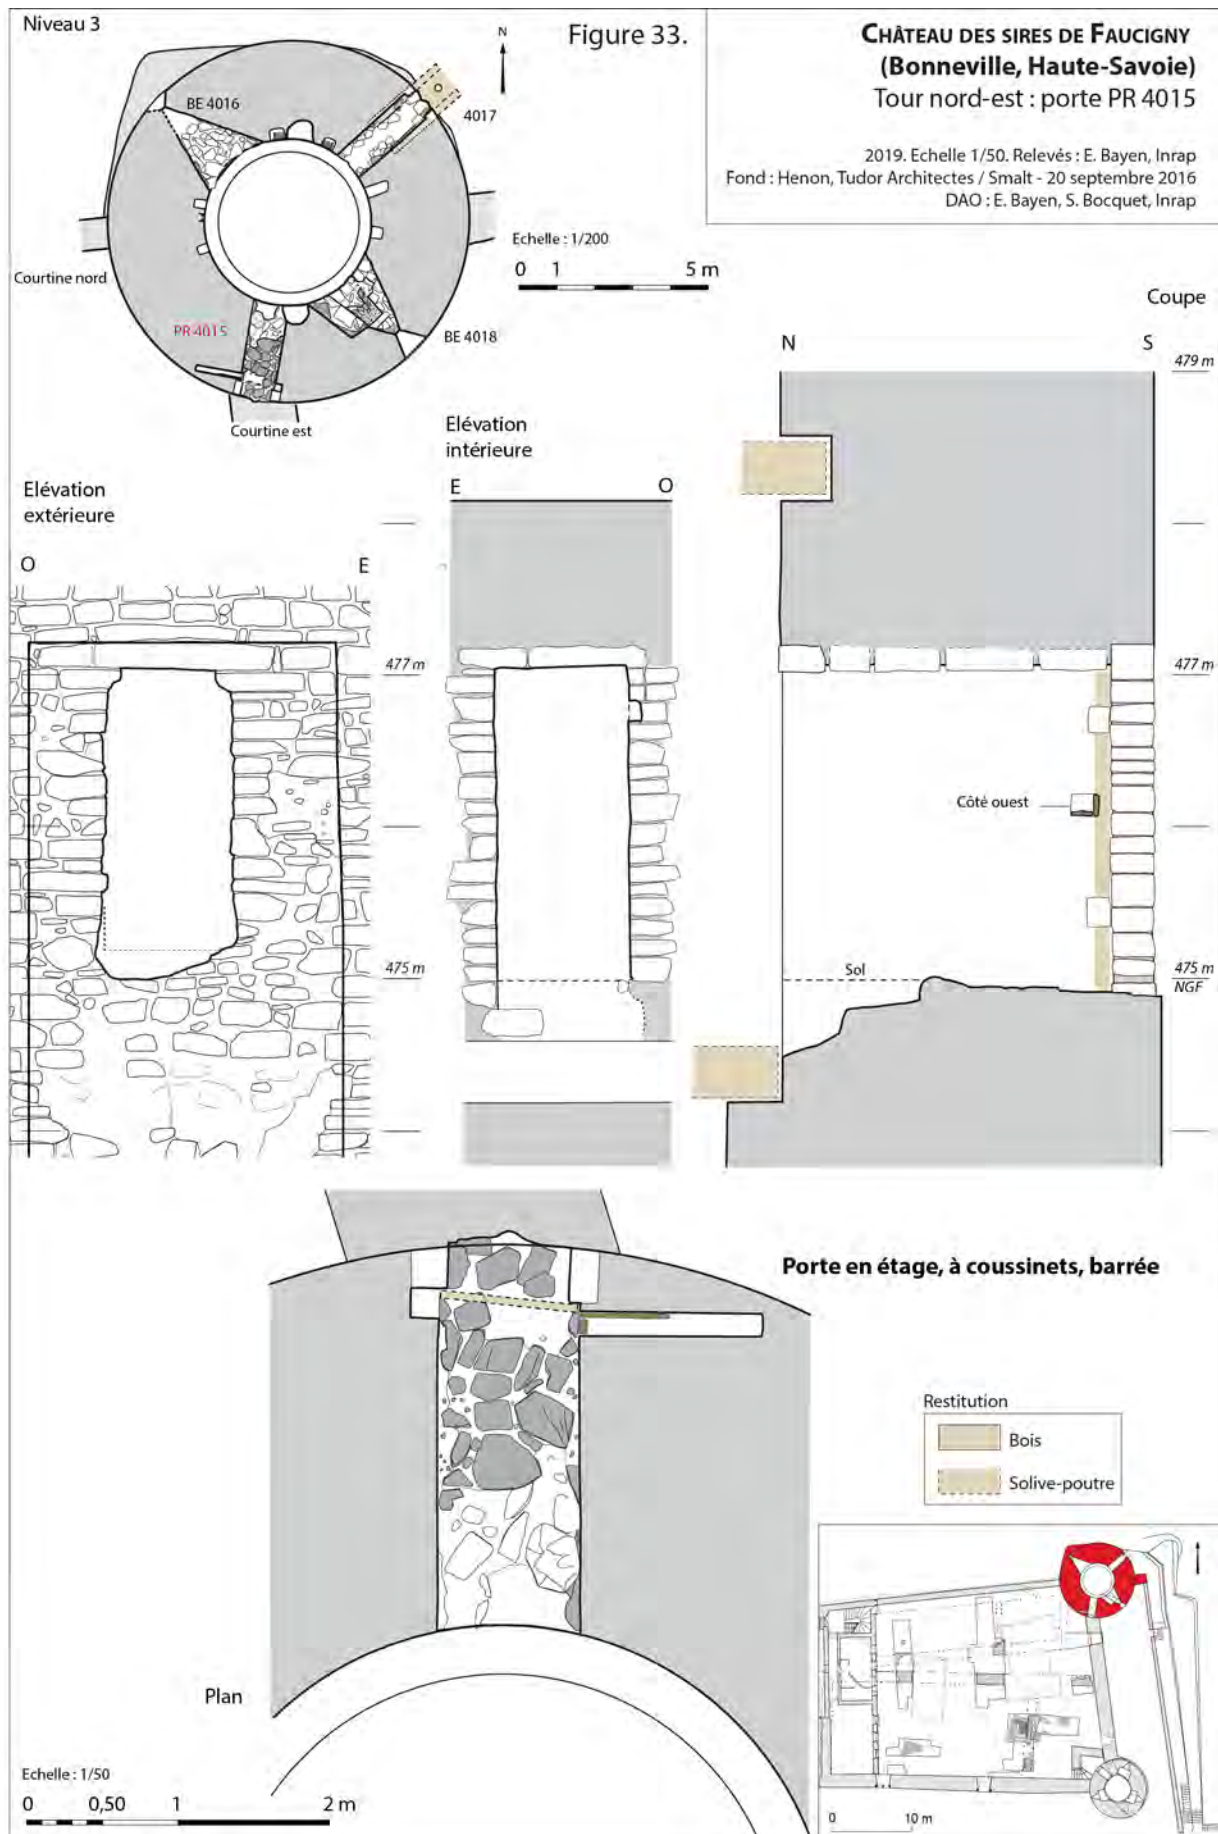 Niveau 3
Figure 33.
CHÂTEAU DES SIRES DE FAUCIGNY
(Bonneville, Haute-Savoie)
Tour nord-est : porte PR 4015
2019. Echelle 1/50. Relevés : E. Bayen, Inrap
Fond : Henon, Tudor Architectes / Smalt - 20 septembre 2016
DAO : E. Bayen, S. Bocquet, Inrap
N
BE 4016
4017
Echelle : 1/200
0 1 5 m
Courtine nord
PR 4015
BE 4018
Courtine est
Coupe
N S
479 m
Elévation
intérieure
E O
Elévation
extérieure
O E
477 m
477 m
Côté ouest
475 m
Sol
475 m
NGF
Porte en étage, à coussinets, barrée
Restitution
Bois
Solive-poutre
Plan
Echelle : 1/50
0 0,50 1 2 m
0 10 m